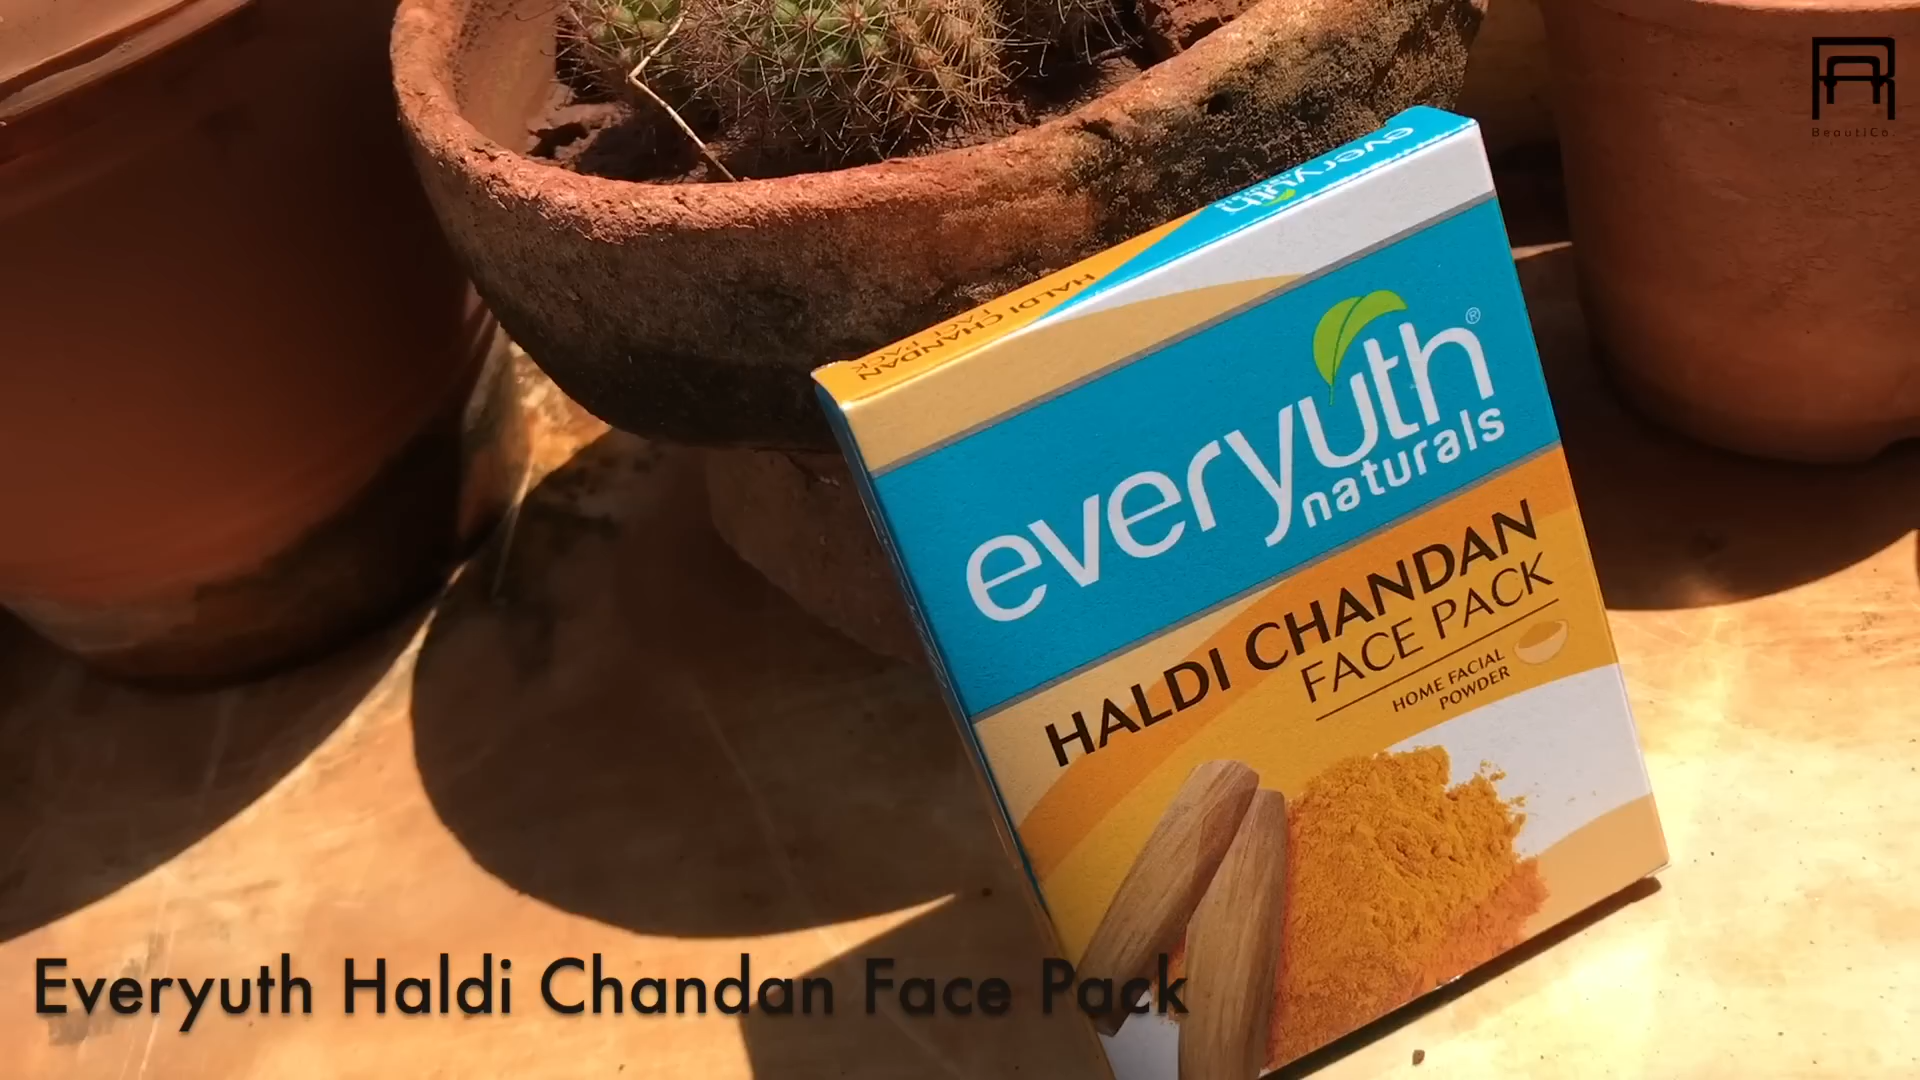 BeautiCo.
everyuth
HALDI CHANDAN
FACE PACK
everyuth®
naturals
HALDI CHANDAN
FACE PACK
HOME FACIAL
POWDER
Everyuth Haldi Chandan Face Pack